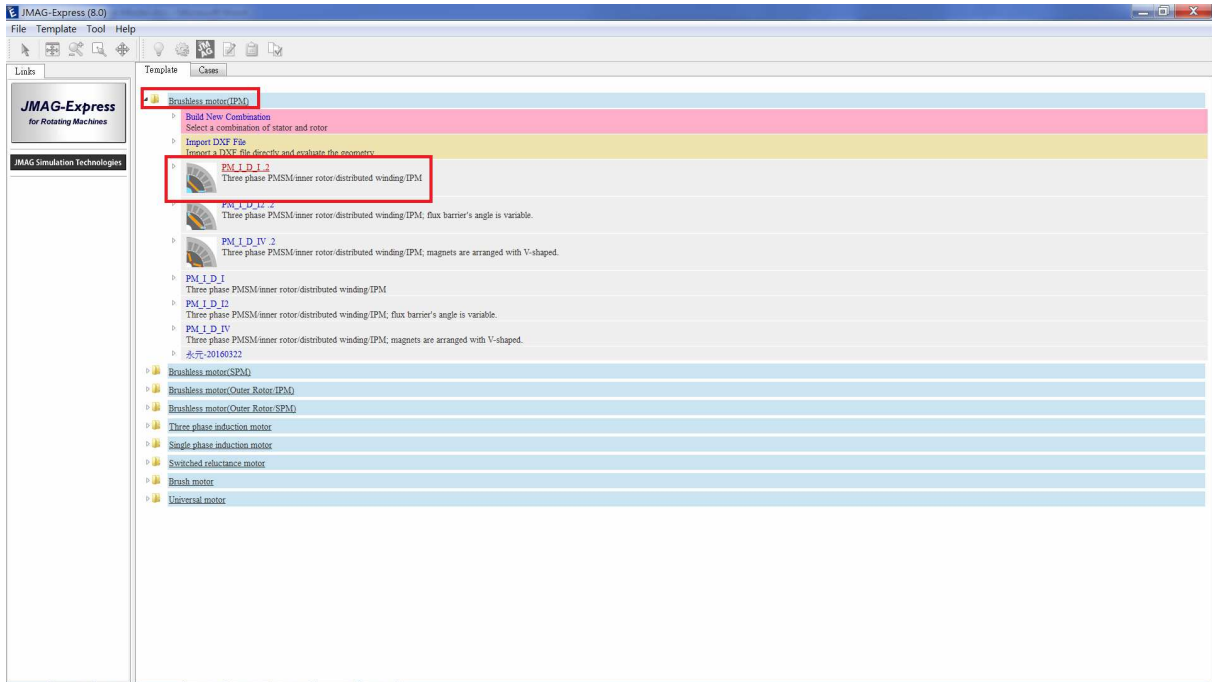 JMAG-Express (8.0)
File Template Tool Help
Links
Template Cases
JMAG-Express
for Rotating Machines
JMAG Simulation Technologies
Brushless motor(IPM)
Build New Combination
Select a combination of stator and rotor
Import DXF File
Import a DXF file directly and evaluate the geometry
PM_I_D_I .2
Three phase PMSM/inner rotor/distributed winding/IPM
PM_I_D_I2 .2
Three phase PMSM/inner rotor/distributed winding/IPM; flux barrier's angle is variable.
PM_I_D_IV .2
Three phase PMSM/inner rotor/distributed winding/IPM; magnets are arranged with V-shaped.
PM_I_D_I
Three phase PMSM/inner rotor/distributed winding/IPM
PM_I_D_I2
Three phase PMSM/inner rotor/distributed winding/IPM; flux barrier's angle is variable.
PM_I_D_IV
Three phase PMSM/inner rotor/distributed winding/IPM; magnets are arranged with V-shaped.
永元-20160322
Brushless motor(SPM)
Brushless motor(Outer Rotor/IPM)
Brushless motor(Outer Rotor/SPM)
Three phase induction motor
Single phase induction motor
Switched reluctance motor
Brush motor
Universal motor